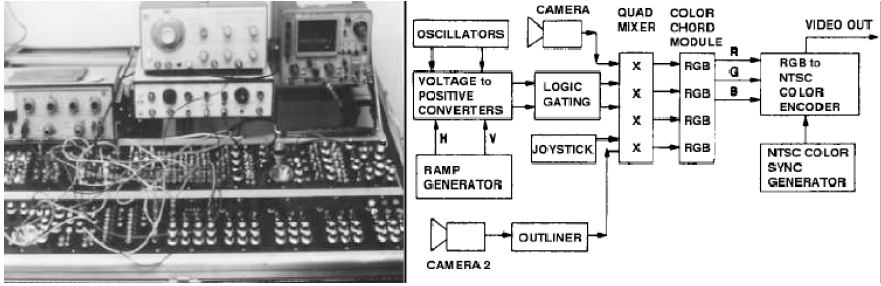 CAMERA
QUAD
MIXER
COLOR
CHORD
MODULE
VIDEO OUT
OSCILLATORS
VOLTAGE to
POSITIVE
CONVERTERS
LOGIC
GATING
X
X
X
X
RGB
RGB
RGB
RGB
R
G
B
RGB to
NTSC
COLOR
ENCODER
H
V
JOYSTICK
RAMP
GENERATOR
NTSC COLOR
SYNC
GENERATOR
OUTLINER
CAMERA 2